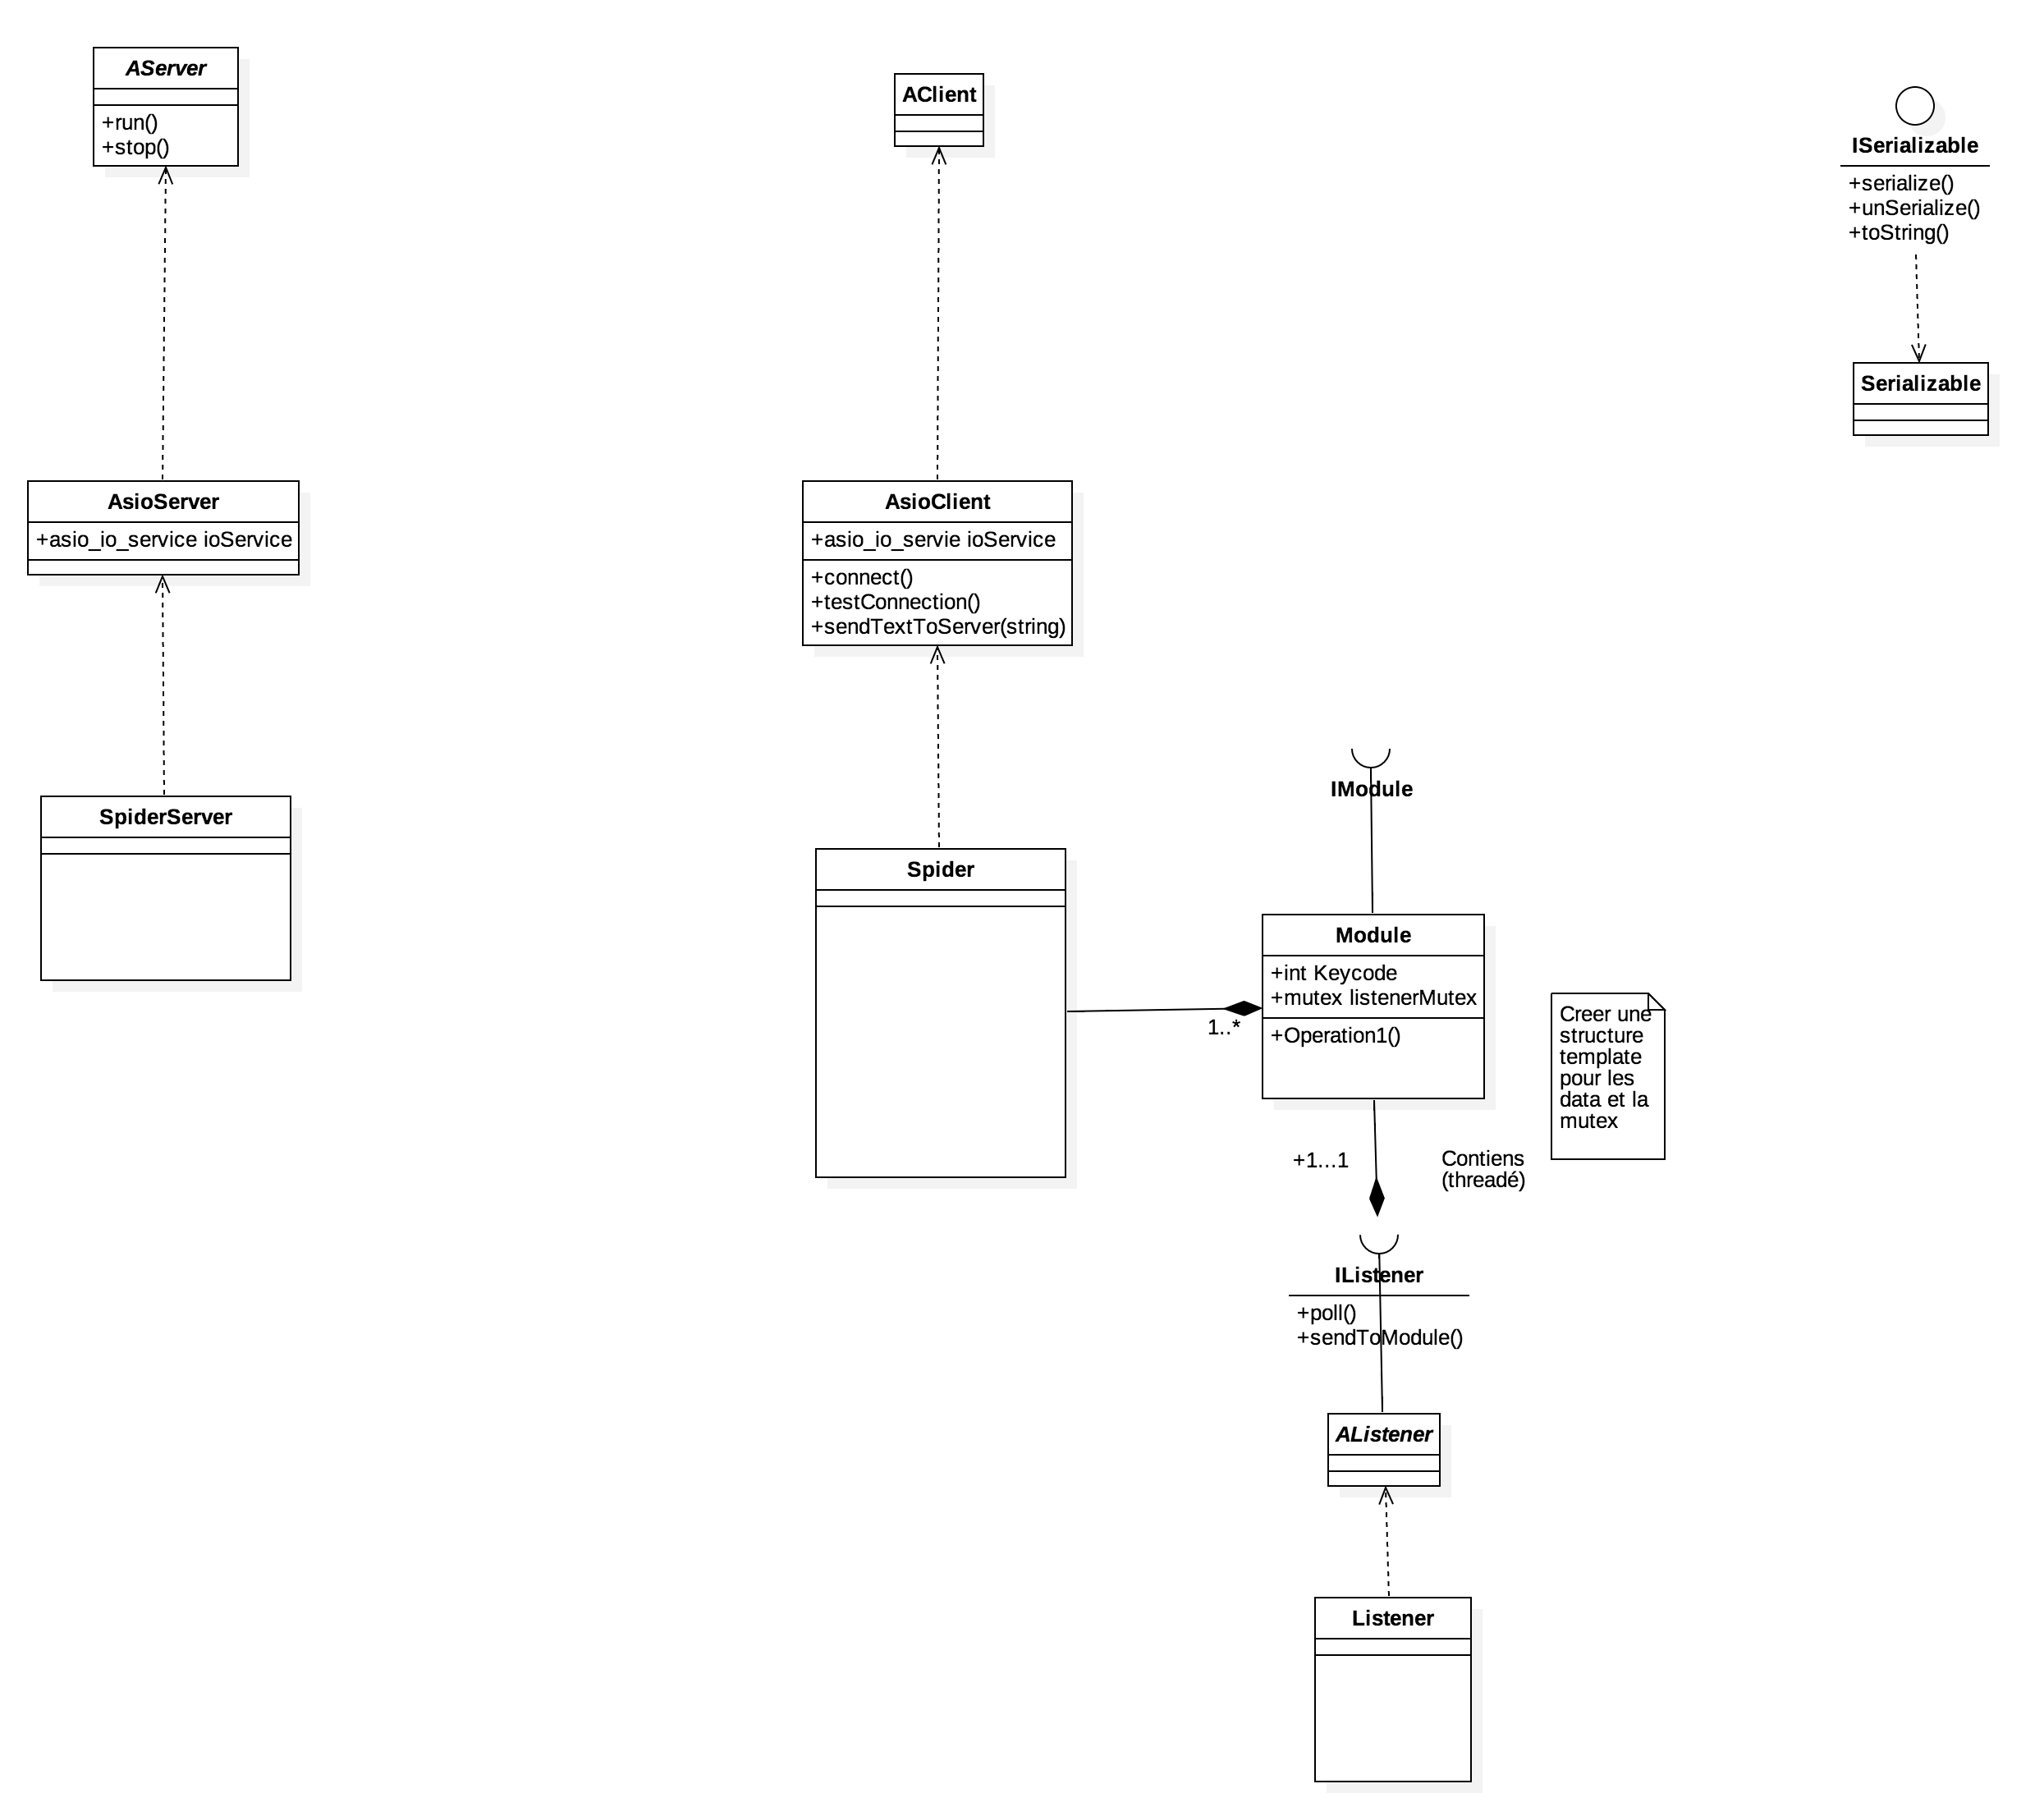 AServer
+run()
+stop()
AClient
ISerializable
+serialize()
+unSerialize()
+toString()
Serializable
AsioServer
+asio_io_service ioService
AsioClient
+asio_io_servie ioService
+connect()
+testConnection()
+sendTextToServer(string)
SpiderServer
Spider
IModule
Module
+int Keycode
+mutex listenerMutex
+Operation1()
1..*
Creer une
structure
template
pour les
data et la
mutex
+1...1
Contiens
(threadé)
IListener
+poll()
+sendToModule()
AListener
Listener